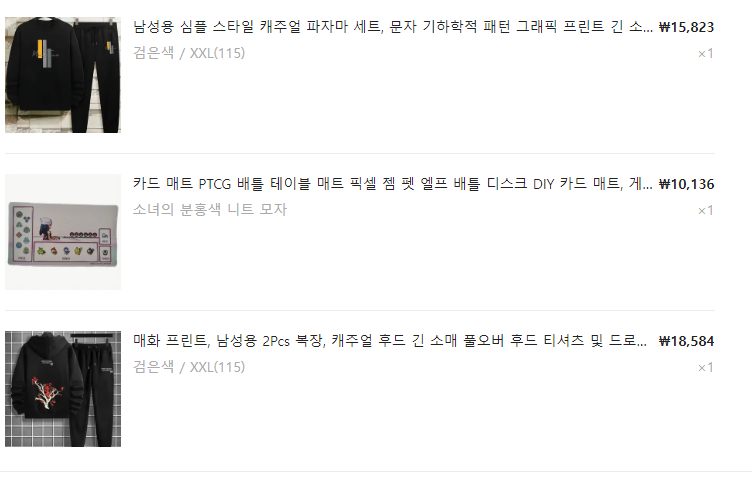 남성용 심플 스타일 캐주얼 파자마 세트, 문자 기하학적 패턴 그래픽 프린트 긴 소... ₩15,823
검은색 / XXL(115) ×1
카드 매트 PTCG 배틀 테이블 매트 픽셀 젬 펫 엘프 배틀 디스크 DIY 카드 매트, 게... ₩10,136
소녀의 분홍색 니트 모자 ×1
매화 프린트, 남성용 2Pcs 복장, 캐주얼 후드 긴 소매 풀오버 후드 티셔츠 및 드로... ₩18,584
검은색 / XXL(115) ×1